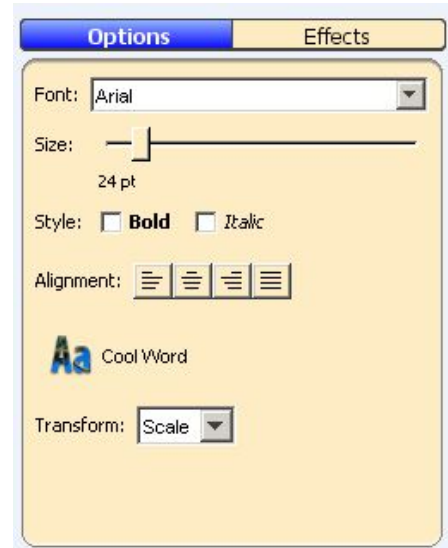 Options Effects
Font: Arial
Size:
24 pt
Style: Bold Italic
Alignment:
Aa Cool Word
Transform: Scale